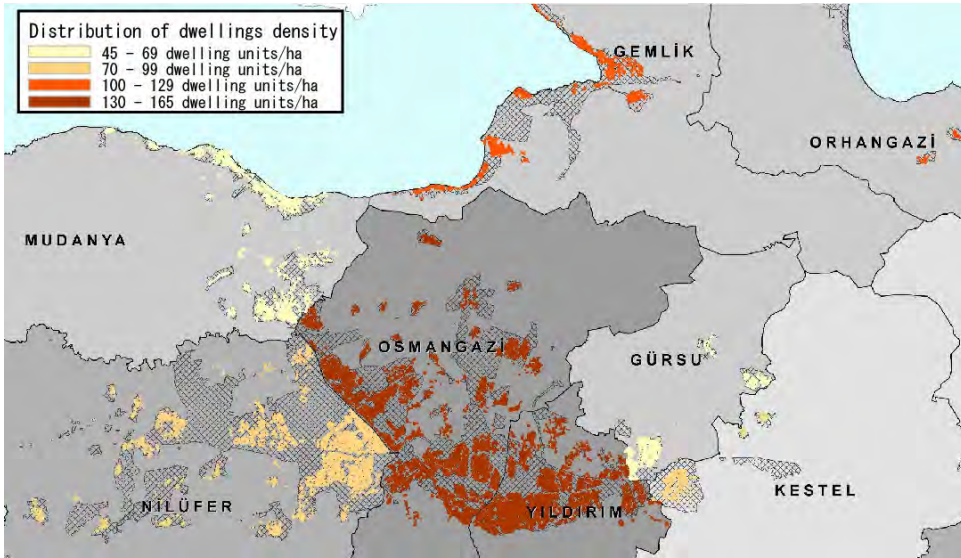 Distribution of dwellings density
45 - 69 dwelling units/ha
70 - 99 dwelling units/ha
100 - 129 dwelling units/ha
130 - 165 dwelling units/ha
GEMLİK
ORHANGAZİ
MUDANYA
OSMANGAZİ
GÜRSU
KESTEL
NİLÜFER
YILDIRIM